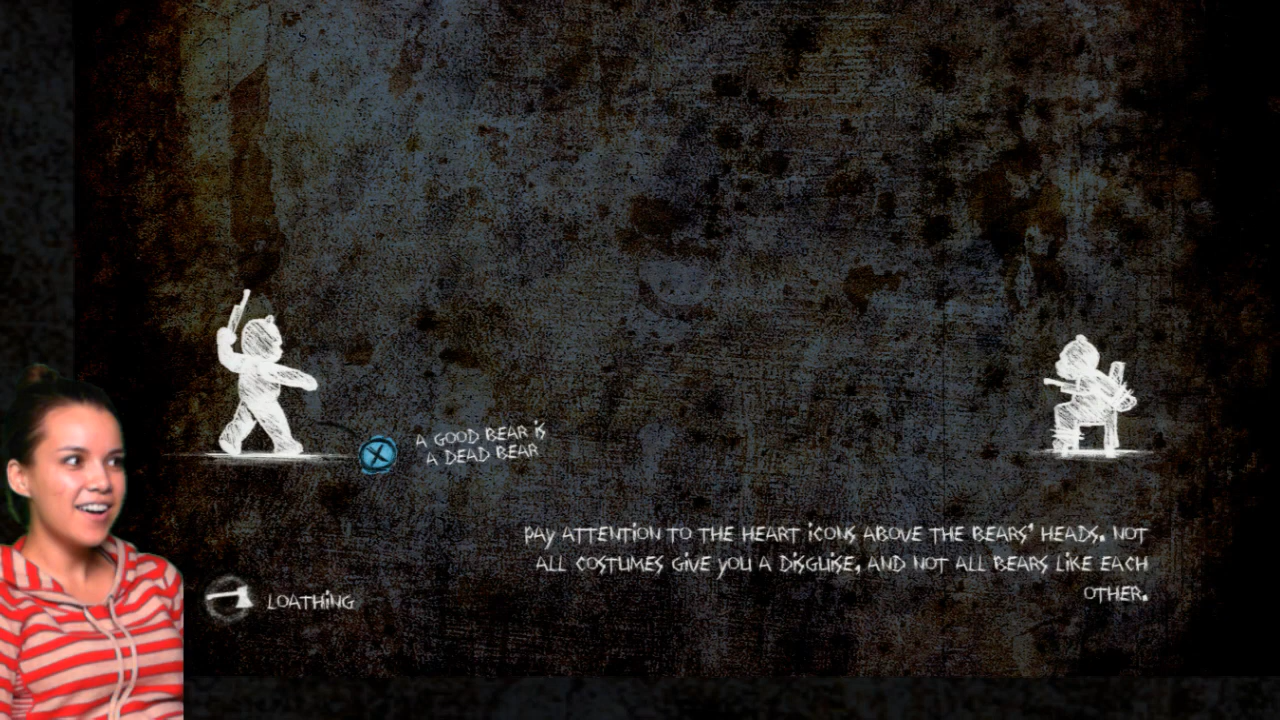 A GOOD BEAR IS
A DEAD BEAR
PAY ATTENTION TO THE HEART ICONS ABOVE THE BEARS' HEADS. NOT
ALL COSTUMES GIVE YOU A DISGUISE, AND NOT ALL BEARS LIKE EACH
OTHER.
LOATHING